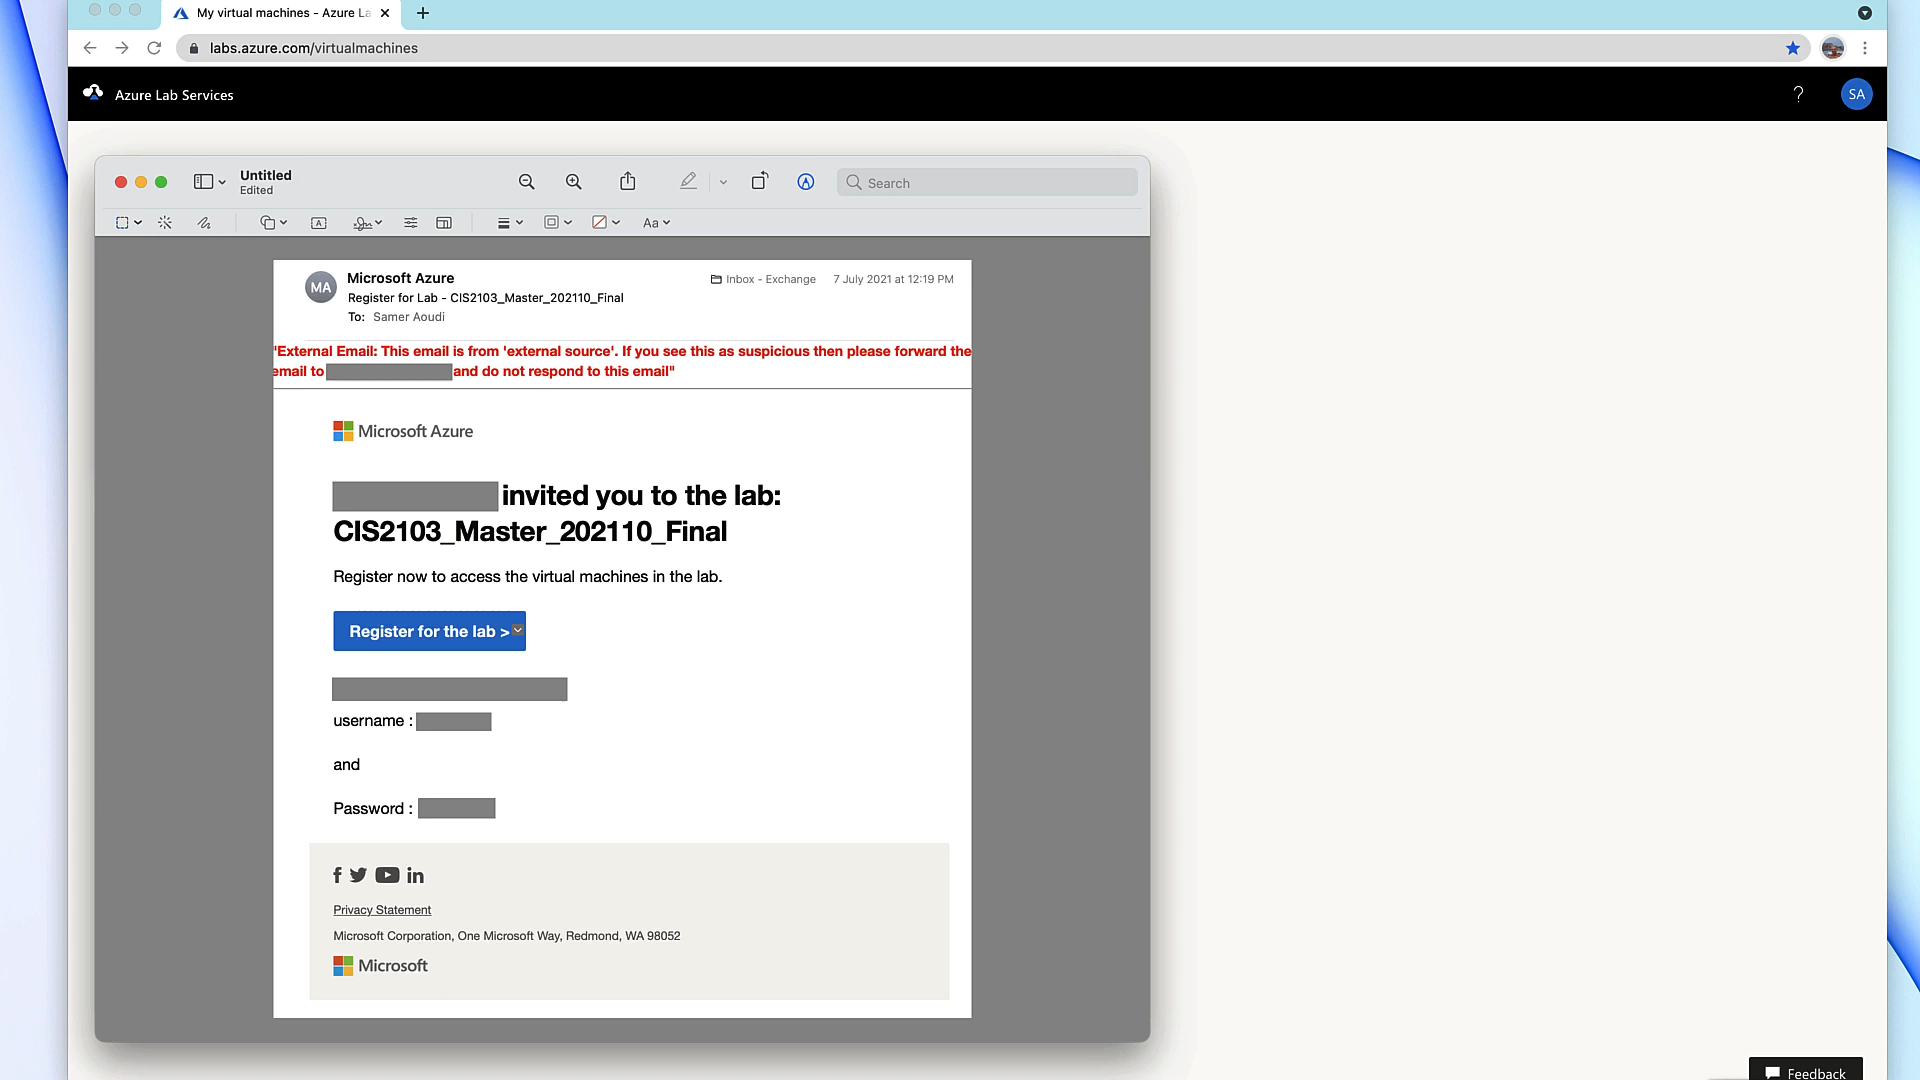 My virtual machines - Azure La
labs.azure.com/virtualmachines
Azure Lab Services
?
SA
Untitled
Edited
Search
A
Aa
MA
Microsoft Azure
Inbox - Exchange
7 July 2021 at 12:19 PM
Register for Lab - CIS2103_Master_202110_Final
To: Samer Aoudi
"External Email: This email is from 'external source'. If you see this as suspicious then please forward the
email to and do not respond to this email"
Microsoft Azure
invited you to the lab:
CIS2103_Master_202110_Final
Register now to access the virtual machines in the lab.
Register for the lab >
username :
and
Password :
f in
Privacy Statement
Microsoft Corporation, One Microsoft Way, Redmond, WA 98052
Microsoft
Feedback